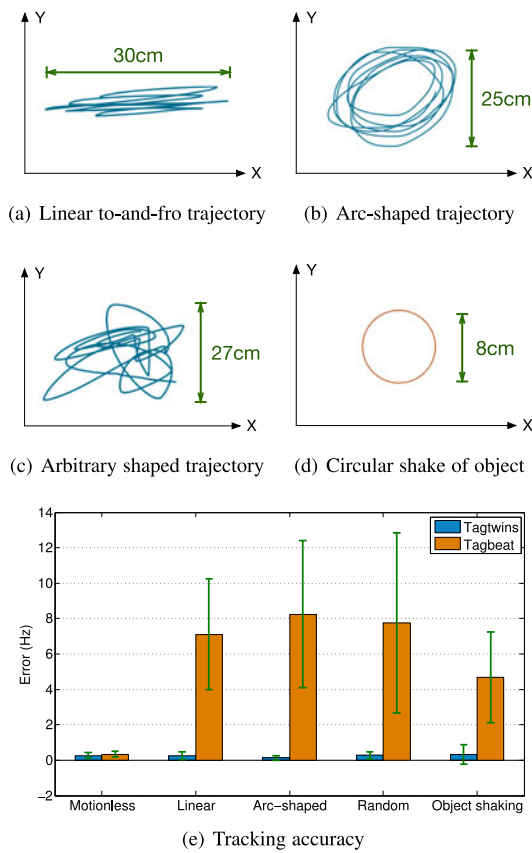 Y
30cm
X
(a) Linear to-and-fro trajectory
Y
25cm
X
(b) Arc-shaped trajectory
Y
27cm
X
(c) Arbitrary shaped trajectory
Y
8cm
X
(d) Circular shake of object
14
12
10
8
6
4
2
0
−2
Error (Hz)
Tagtwins
Tagbeat
Motionless Linear Arc-shaped Random Object shaking
(e) Tracking accuracy